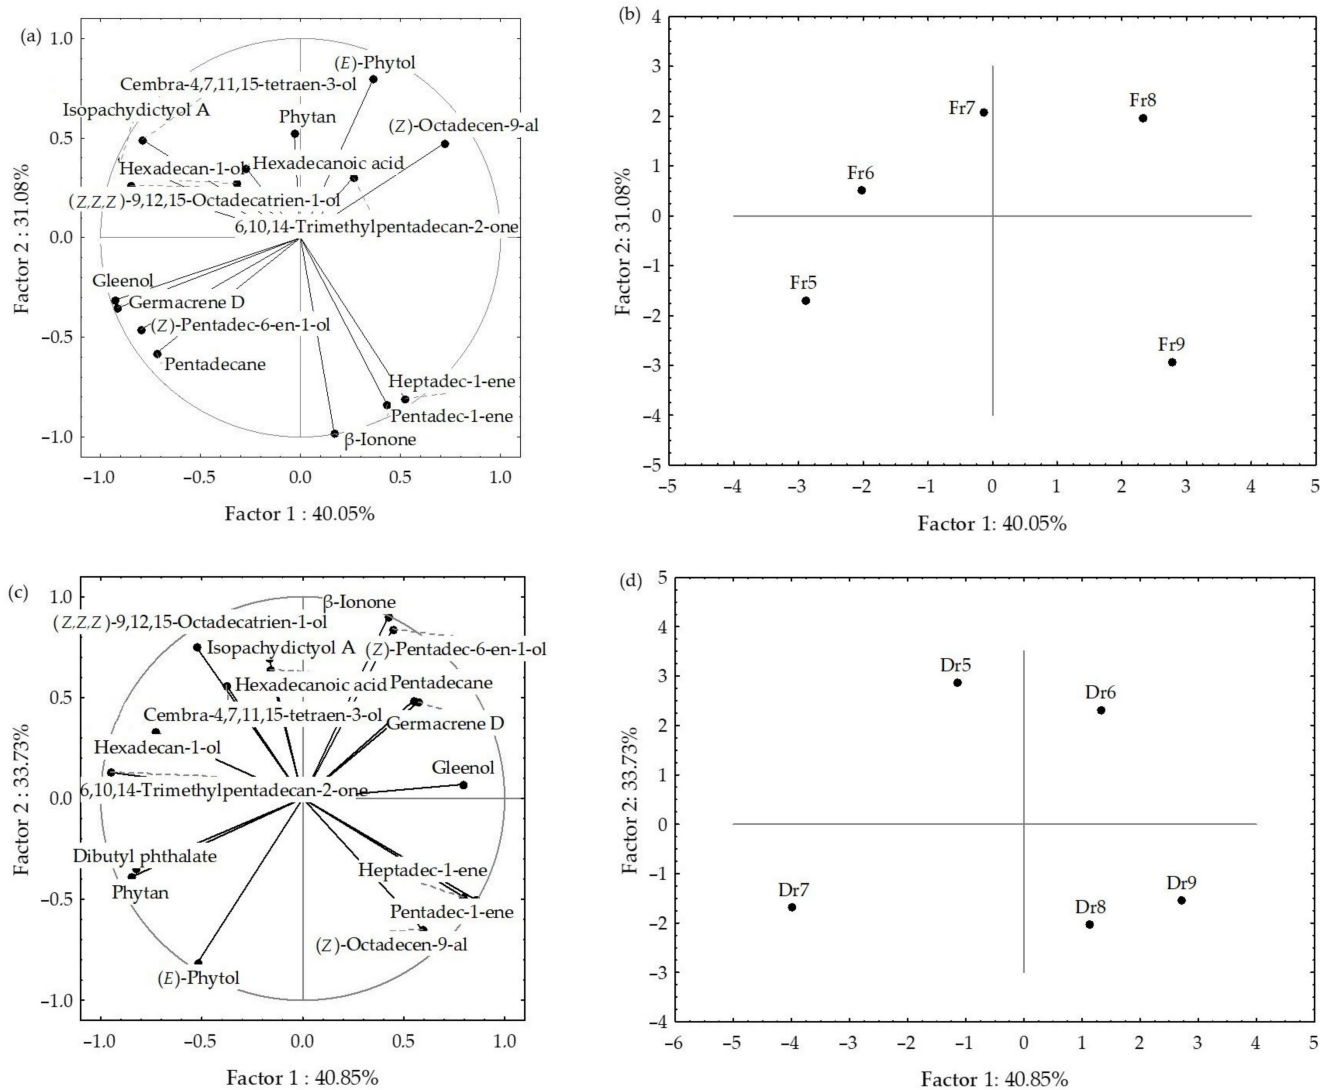 (a)
1.0
0.5
0.0
−0.5
−1.0
Factor 2 : 31.08%
(E)-Phytol
Cembra-4,7,11,15-tetraen-3-ol
Isopachydictyol A
Phytan
(Z)-Octadecen-9-al
Hexadecan-1-ol
Hexadecanoic acid
(Z,Z,Z)-9,12,15-Octadecatrien-1-ol
6,10,14-Trimethylpentadecan-2-one
Gleenol
Germacrene D
(Z)-Pentadec-6-en-1-ol
Pentadecane
Heptadec-1-ene
Pentadec-1-ene
β-Ionone
−1.0 −0.5 0.0 0.5 1.0
Factor 1 : 40.05%
(b)
4
3
2
1
0
−1
−2
−3
−4
−5
Factor 2: 31.08%
Fr7
Fr8
Fr6
Fr5
Fr9
−5 −4 −3 −2 −1 0 1 2 3 4 5
Factor 1: 40.05%
(c)
1.0
0.5
0.0
−0.5
−1.0
Factor 2 : 33.73%
β-Ionone
(Z,Z,Z)-9,12,15-Octadecatrien-1-ol
Isopachydictyol A
(Z)-Pentadec-6-en-1-ol
Hexadecanoic acid
Pentadecane
Cembra-4,7,11,15-tetraen-3-ol
Germacrene D
Hexadecan-1-ol
Gleenol
6,10,14-Trimethylpentadecan-2-one
Dibutyl phthalate
Phytan
Heptadec-1-ene
Pentadec-1-ene
(Z)-Octadecen-9-al
(E)-Phytol
−1.0 −0.5 0.0 0.5 1.0
Factor 1 : 40.85%
(d)
5
4
3
2
1
0
−1
−2
−3
−4
Factor 2: 33.73%
Dr5
Dr6
Dr7
Dr8
Dr9
−6 −5 −4 −3 −2 −1 0 1 2 3 4 5
Factor 1: 40.85%